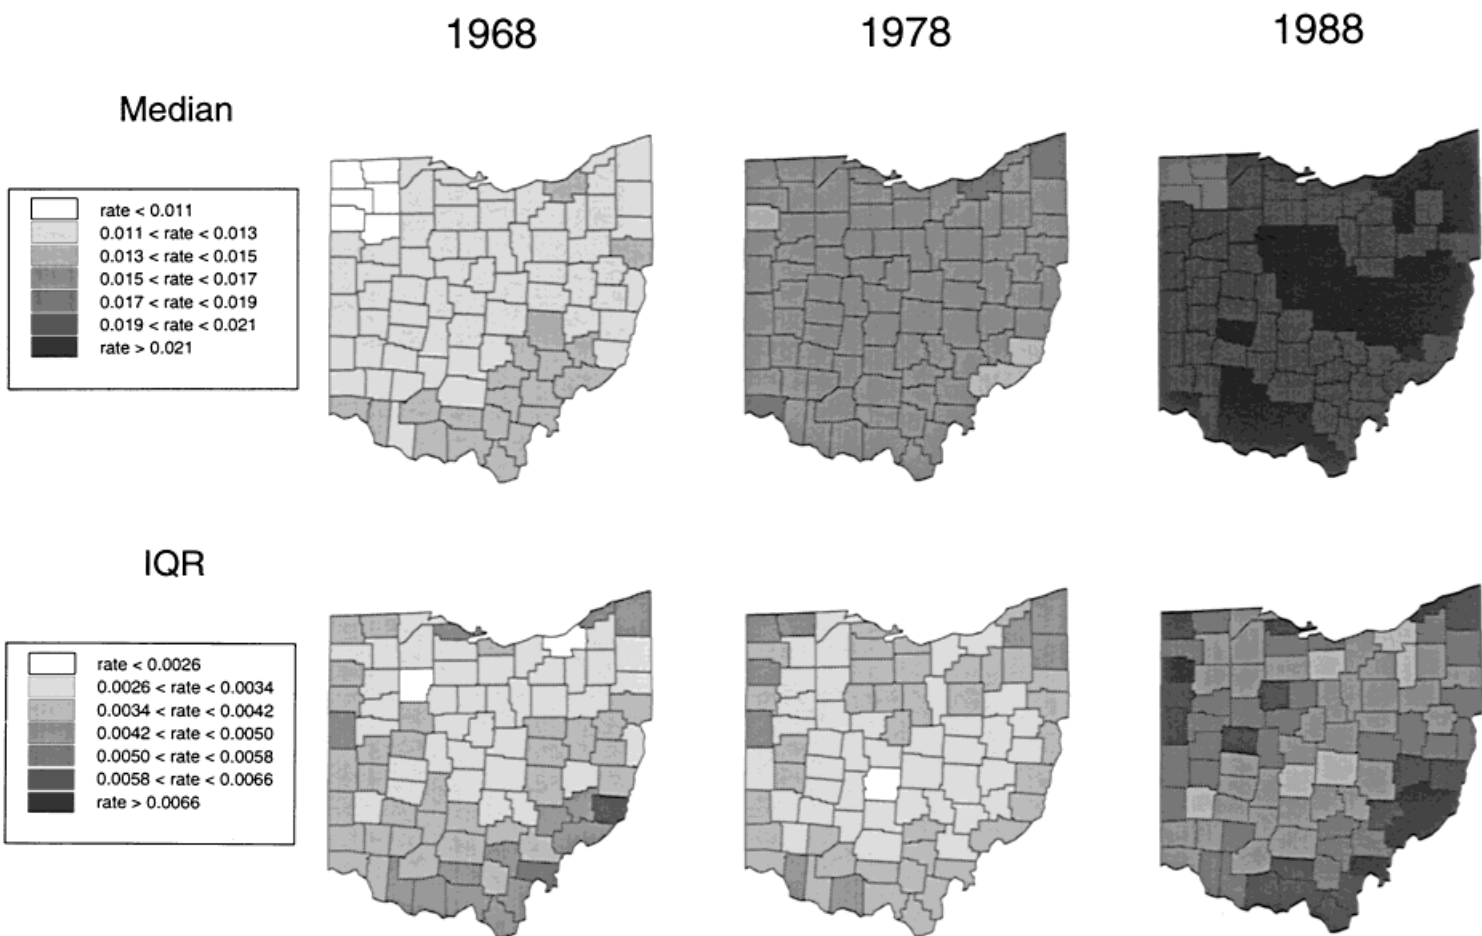 1968
1978
1988
Median
rate < 0.011
0.011 < rate < 0.013
0.013 < rate < 0.015
0.015 < rate < 0.017
0.017 < rate < 0.019
0.019 < rate < 0.021
rate > 0.021
IQR
rate < 0.0026
0.0026 < rate < 0.0034
0.0034 < rate < 0.0042
0.0042 < rate < 0.0050
0.0050 < rate < 0.0058
0.0058 < rate < 0.0066
rate > 0.0066